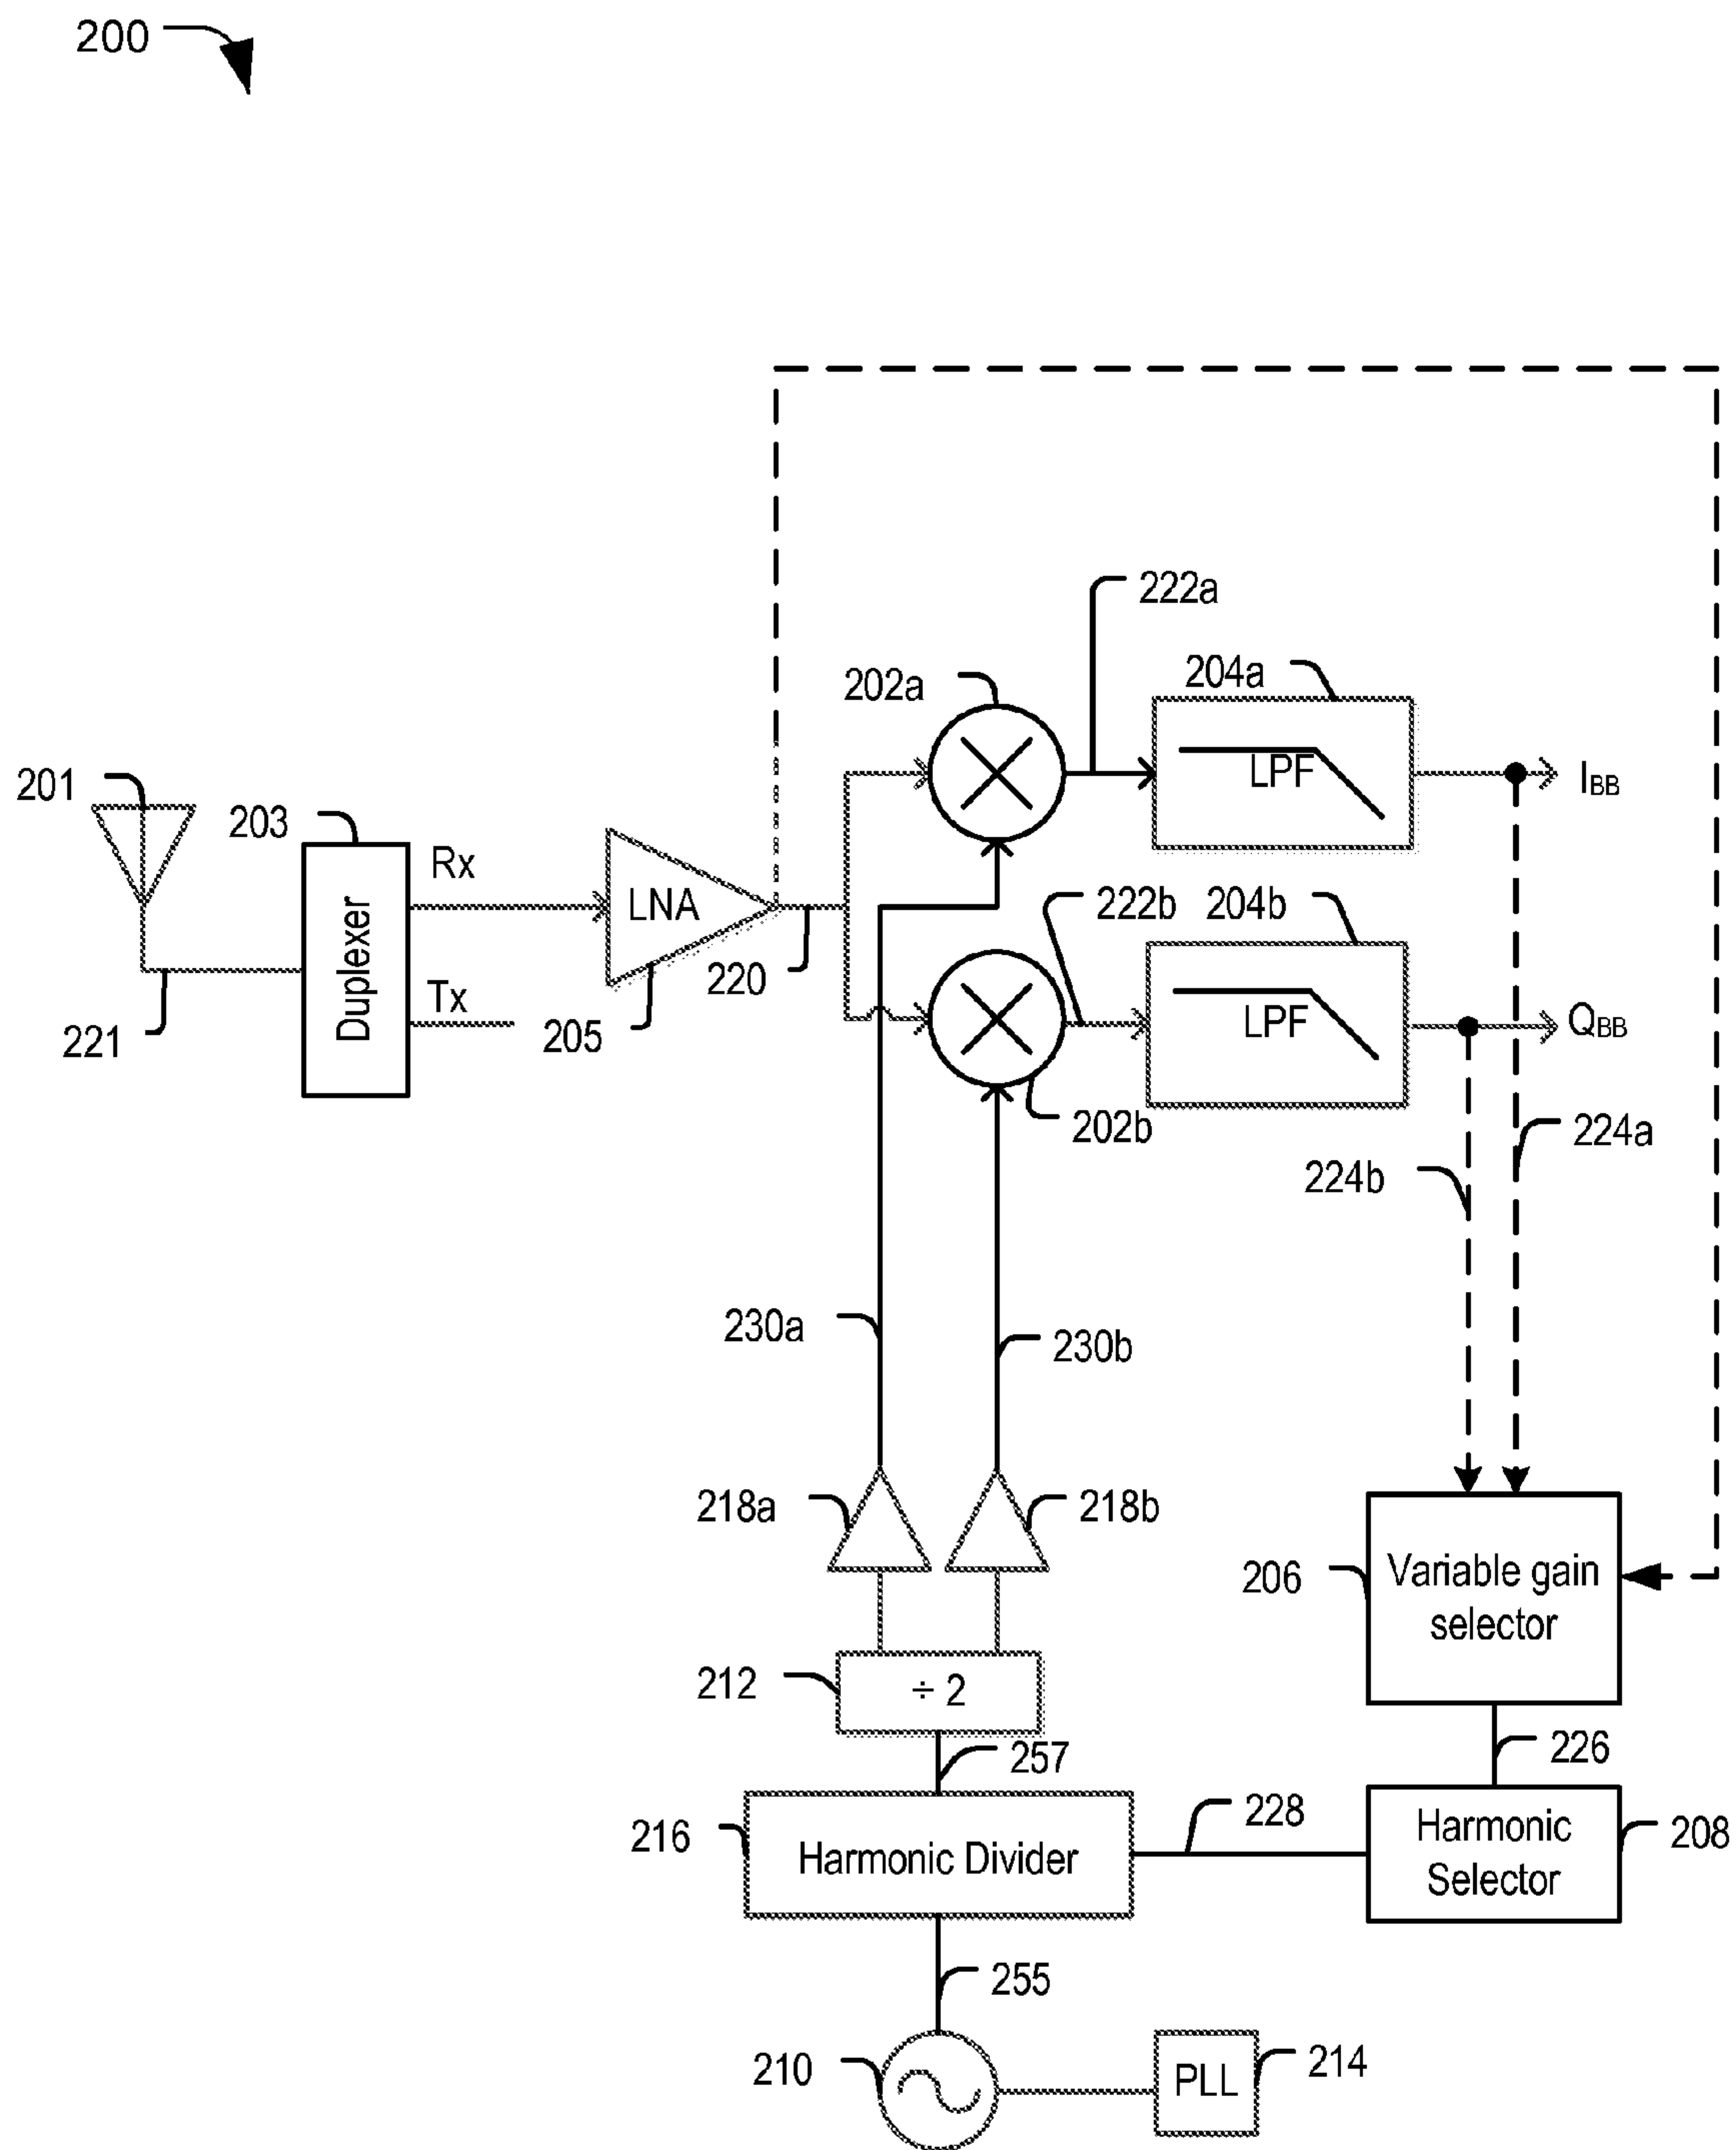 200
222a
202a
204a
LPF
I_BB
201
203
Rx
LNA
Duplexer
222b
204b
220
Tx
205
221
LPF
Q_BB
202b
224a
224b
230a
230b
218a
218b
206
Variable gain
selector
212
÷ 2
257
226
228
216
Harmonic Divider
Harmonic
Selector
208
255
210
PLL
214